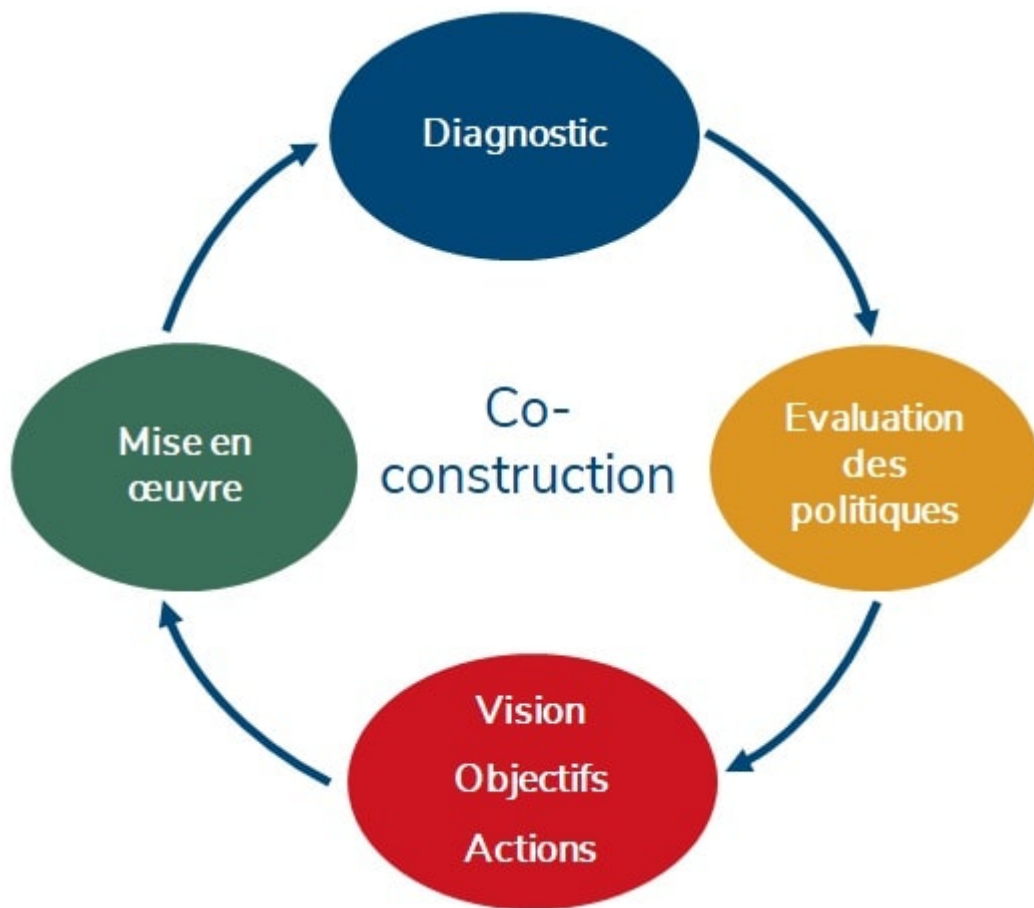 Diagnostic
Evaluation
des
politiques
Vision
Objectifs
Actions
Mise en
œuvre
Co-
construction